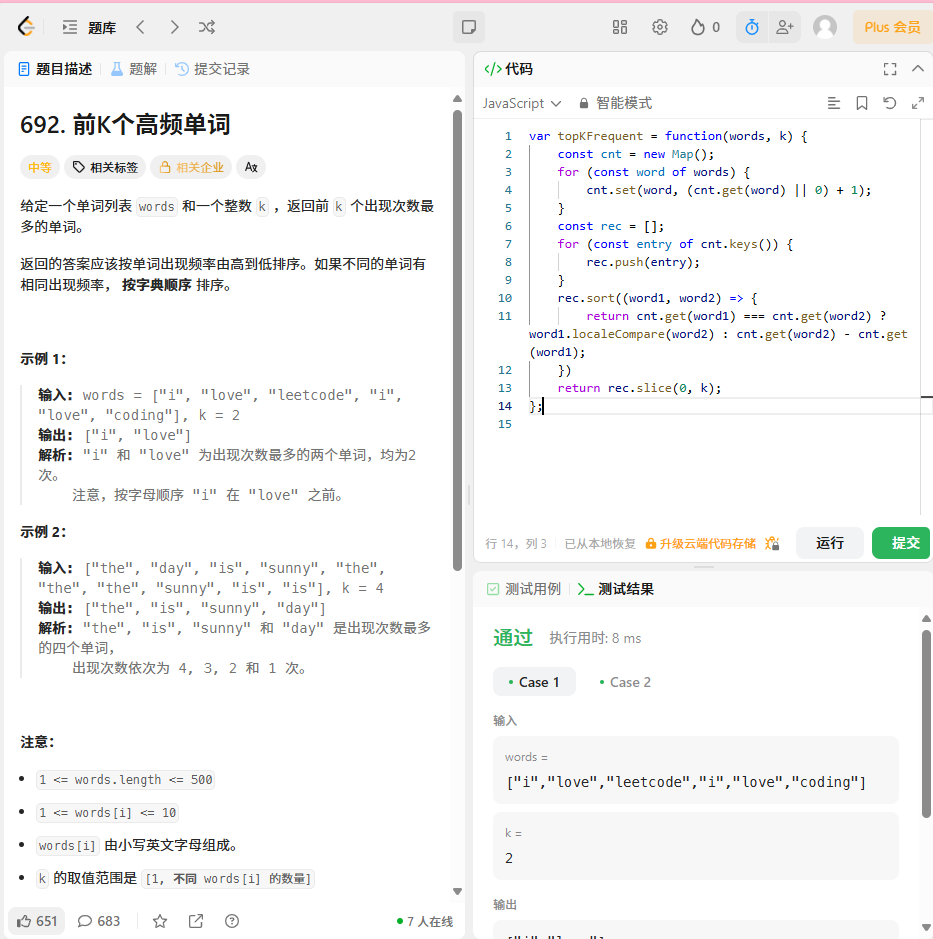 题库
0
Plus 会员
题目描述
题解
提交记录
692. 前K个高频单词
中等
相关标签
相关企业
给定一个单词列表 words 和一个整数 k ，返回前 k 个出现次数最
多的单词。
返回的答案应该按单词出现频率由高到低排序。如果不同的单词有
相同出现频率， 按字典顺序 排序。
示例 1：
输入: words = ["i", "love", "leetcode", "i",
"love", "coding"], k = 2
输出: ["i", "love"]
解析: "i" 和 "love" 为出现次数最多的两个单词，均为2
次。
注意，按字母顺序 "i" 在 "love" 之前。
示例 2：
输入: ["the", "day", "is", "sunny", "the",
"the", "the", "sunny", "is", "is"], k = 4
输出: ["the", "is", "sunny", "day"]
解析: "the", "is", "sunny" 和 "day" 是出现次数最多
的四个单词，
出现次数依次为 4, 3, 2 和 1 次。
注意：
1 <= words.length <= 500
1 <= words[i] <= 10
words[i] 由小写英文字母组成。
k 的取值范围是 [1, 不同 words[i] 的数量]
651
683
7 人在线
</> 代码
JavaScript
智能模式
1 var topKFrequent = function(words, k) {
2 const cnt = new Map();
3 for (const word of words) {
4 cnt.set(word, (cnt.get(word) || 0) + 1);
5 }
6 const rec = [];
7 for (const entry of cnt.keys()) {
8 rec.push(entry);
9 }
10 rec.sort((word1, word2) => {
11 return cnt.get(word1) === cnt.get(word2) ?
word1.localeCompare(word2) : cnt.get(word2) - cnt.get
(word1);
12 })
13 return rec.slice(0, k);
14 };
15
行 14，列 3
已从本地恢复
升级云端代码存储
运行
提交
测试用例
测试结果
通过
执行用时: 8 ms
Case 1
Case 2
输入
words =
["i","love","leetcode","i","love","coding"]
k =
2
输出
["i","love"]